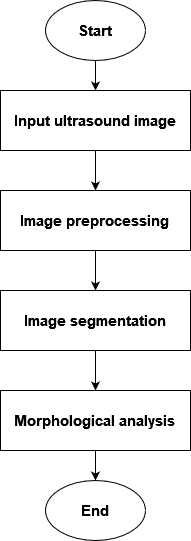 Start
Input ultrasound image
Image preprocessing
Image segmentation
Morphological analysis
End